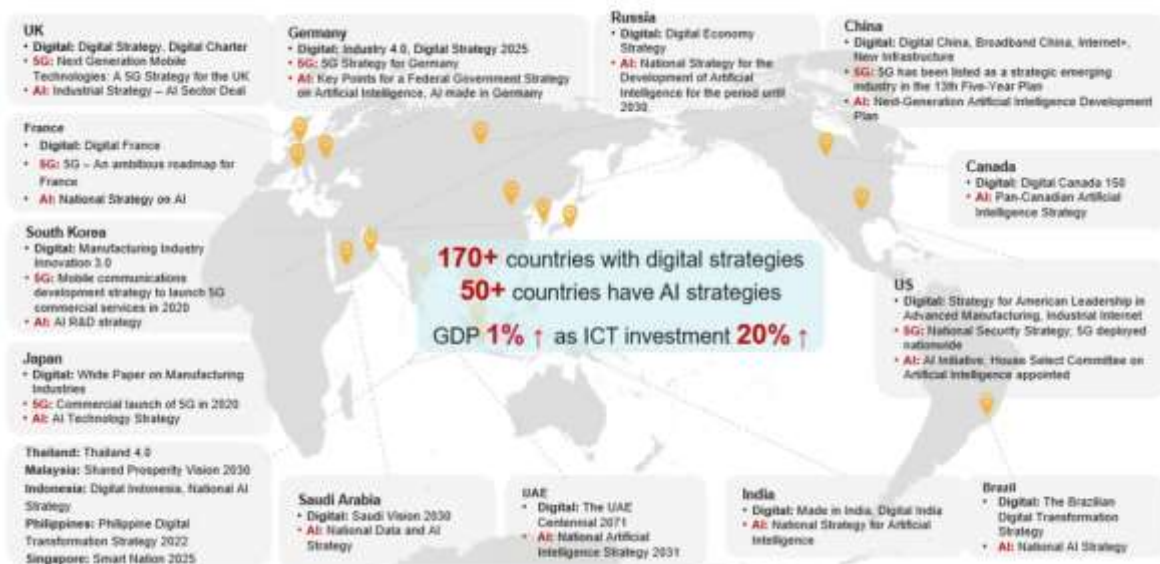 UK
• Digital: Digital Strategy, Digital Charter
• 5G: Next Generation Mobile
Technologies: A 5G Strategy for the UK
• AI: Industrial Strategy – AI Sector Deal
Germany
• Digital: Industry 4.0, Digital Strategy 2025
• 5G: 5G Strategy for Germany
• AI: Key Points for a Federal Government Strategy
on Artificial Intelligence, AI made in Germany
Russia
• Digital: Digital Economy
Strategy
• AI: National Strategy for the
Development of Artificial
Intelligence for the period until
2030
China
• Digital: Digital China, Broadband China, Internet+,
New Infrastructure
• 5G: 5G has been listed as a strategic emerging
industry in the 13th Five-Year Plan
• AI: Next-Generation Artificial Intelligence Development
Plan
France
• Digital: Digital France
• 5G: 5G – An ambitious roadmap for
France
• AI: National Strategy on AI
Canada
• Digital: Digital Canada 150
• AI: Pan-Canadian Artificial
Intelligence Strategy
South Korea
• Digital: Manufacturing Industry
Innovation 3.0
• 5G: Mobile communications
development strategy to launch 5G
commercial services in 2020
• AI: AI R&D strategy
170+ countries with digital strategies
50+ countries have AI strategies
GDP 1% ↑ as ICT investment 20% ↑
US
• Digital: Strategy for American Leadership in
Advanced Manufacturing, Industrial Internet
• 5G: National Security Strategy, 5G deployed
nationwide
• AI: AI Initiative, House Select Committee on
Artificial Intelligence appointed
Japan
• Digital: White Paper on Manufacturing
Industries
• 5G: Commercial launch of 5G in 2020
• AI: AI Technology Strategy
Thailand: Thailand 4.0
Malaysia: Shared Prosperity Vision 2030
Indonesia: Digital Indonesia, National AI
Strategy
Philippines: Philippine Digital
Transformation Strategy 2022
Singapore: Smart Nation 2025
Saudi Arabia
• Digital: Saudi Vision 2030
• AI: National Data and AI
Strategy
UAE
• Digital: The UAE
Centennial 2071
• AI: National Artificial
Intelligence Strategy 2031
India
• Digital: Made in India, Digital India
• AI: National Strategy for Artificial
Intelligence
Brazil
• Digital: The Brazilian
Digital Transformation
Strategy
• AI: National AI Strategy